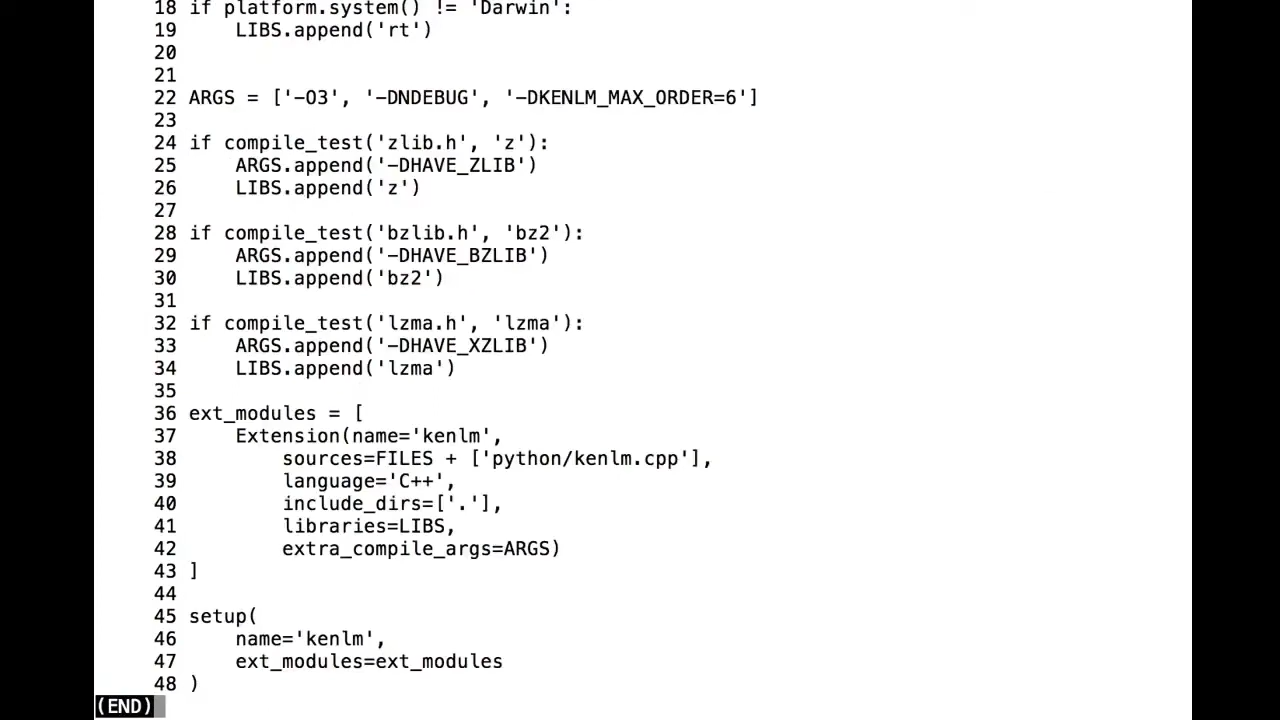 18 if platform.system() != 'Darwin':
19     LIBS.append('rt')
20
21
22 ARGS = ['-O3', '-DNDEBUG', '-DKENLM_MAX_ORDER=6']
23
24 if compile_test('zlib.h', 'z'):
25     ARGS.append('-DHAVE_ZLIB')
26     LIBS.append('z')
27
28 if compile_test('bzlib.h', 'bz2'):
29     ARGS.append('-DHAVE_BZLIB')
30     LIBS.append('bz2')
31
32 if compile_test('lzma.h', 'lzma'):
33     ARGS.append('-DHAVE_XZLIB')
34     LIBS.append('lzma')
35
36 ext_modules = [
37     Extension(name='kenlm',
38         sources=FILES + ['python/kenlm.cpp'],
39         language='C++',
40         include_dirs=['.'],
41         libraries=LIBS,
42         extra_compile_args=ARGS)
43 ]
44
45 setup(
46     name='kenlm',
47     ext_modules=ext_modules
48 )
(END)